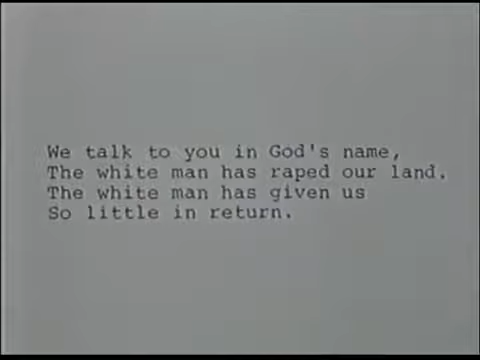 We talk to you in God's name,
The white man has raped our land.
The white man has given us
So little in return.